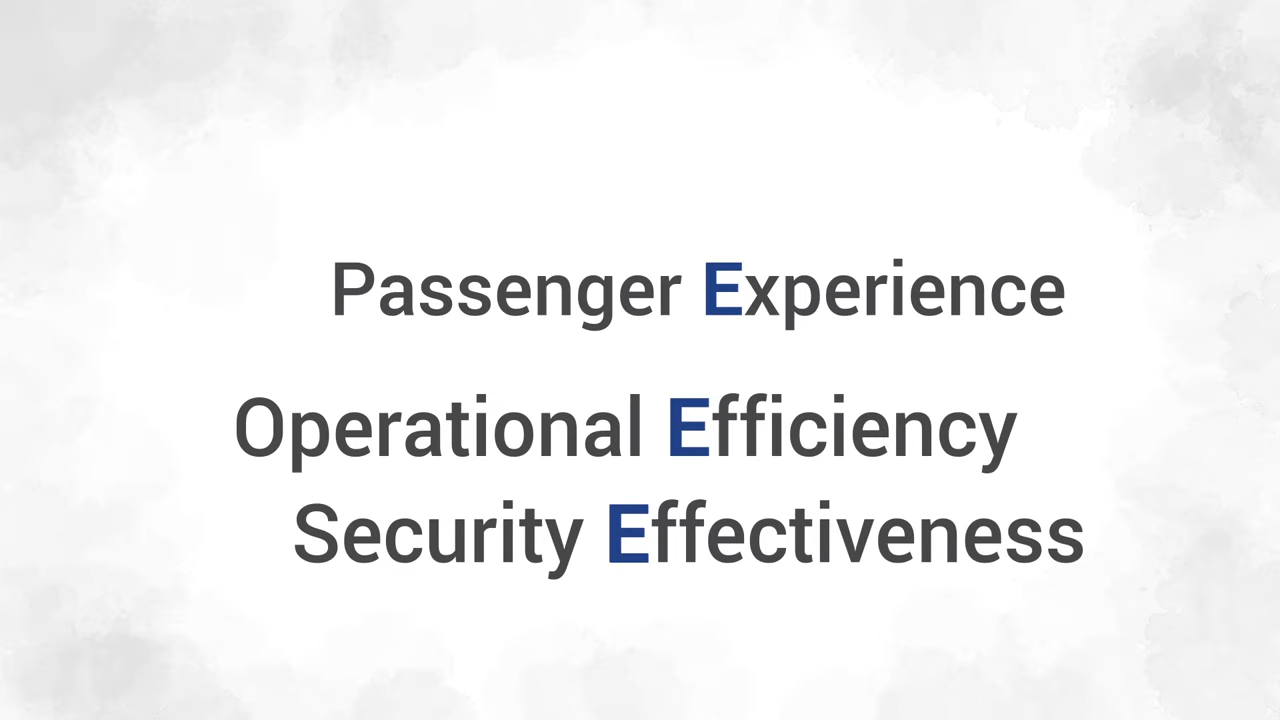 Passenger Experience
Operational Efficiency
Security Effectiveness